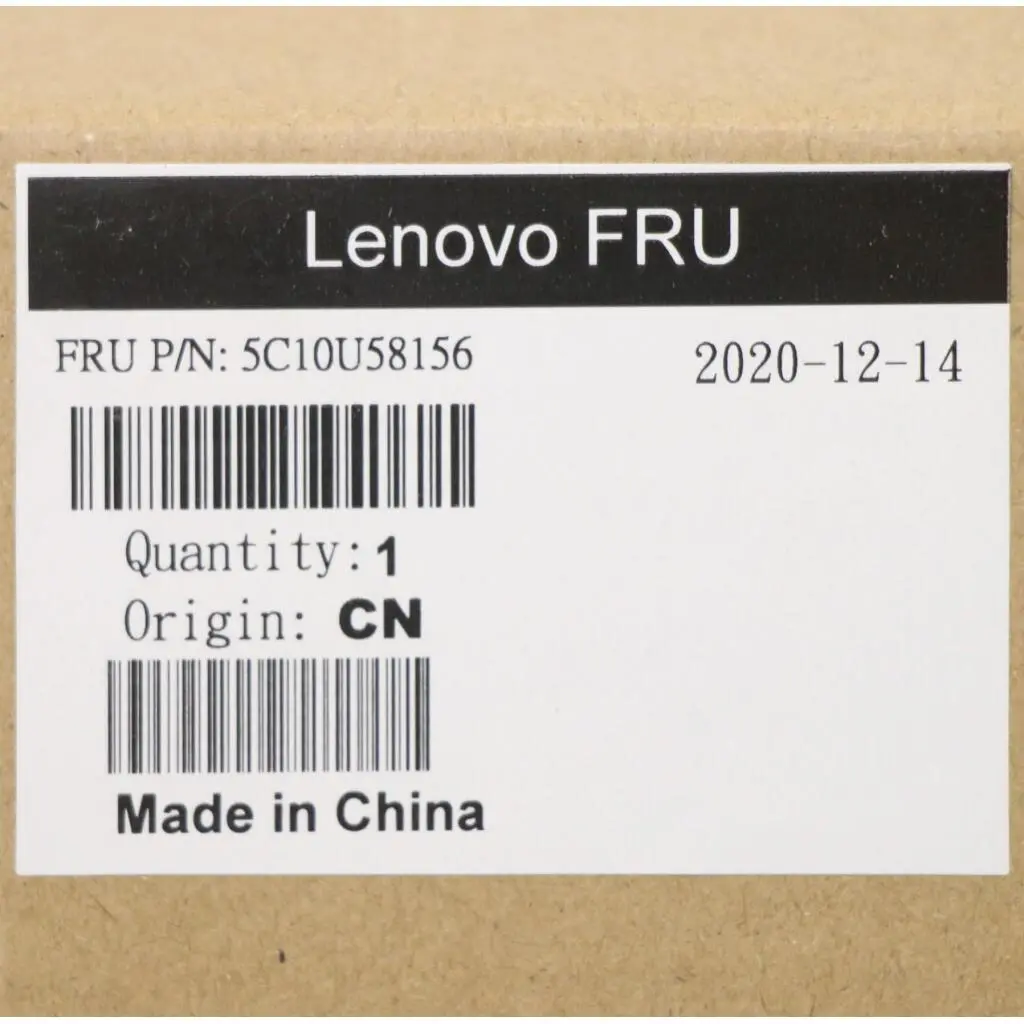 Lenovo FRU
FRU P/N: 5C10U58156
2020-12-14
Quantity: 1
Origin: CN
Made in China